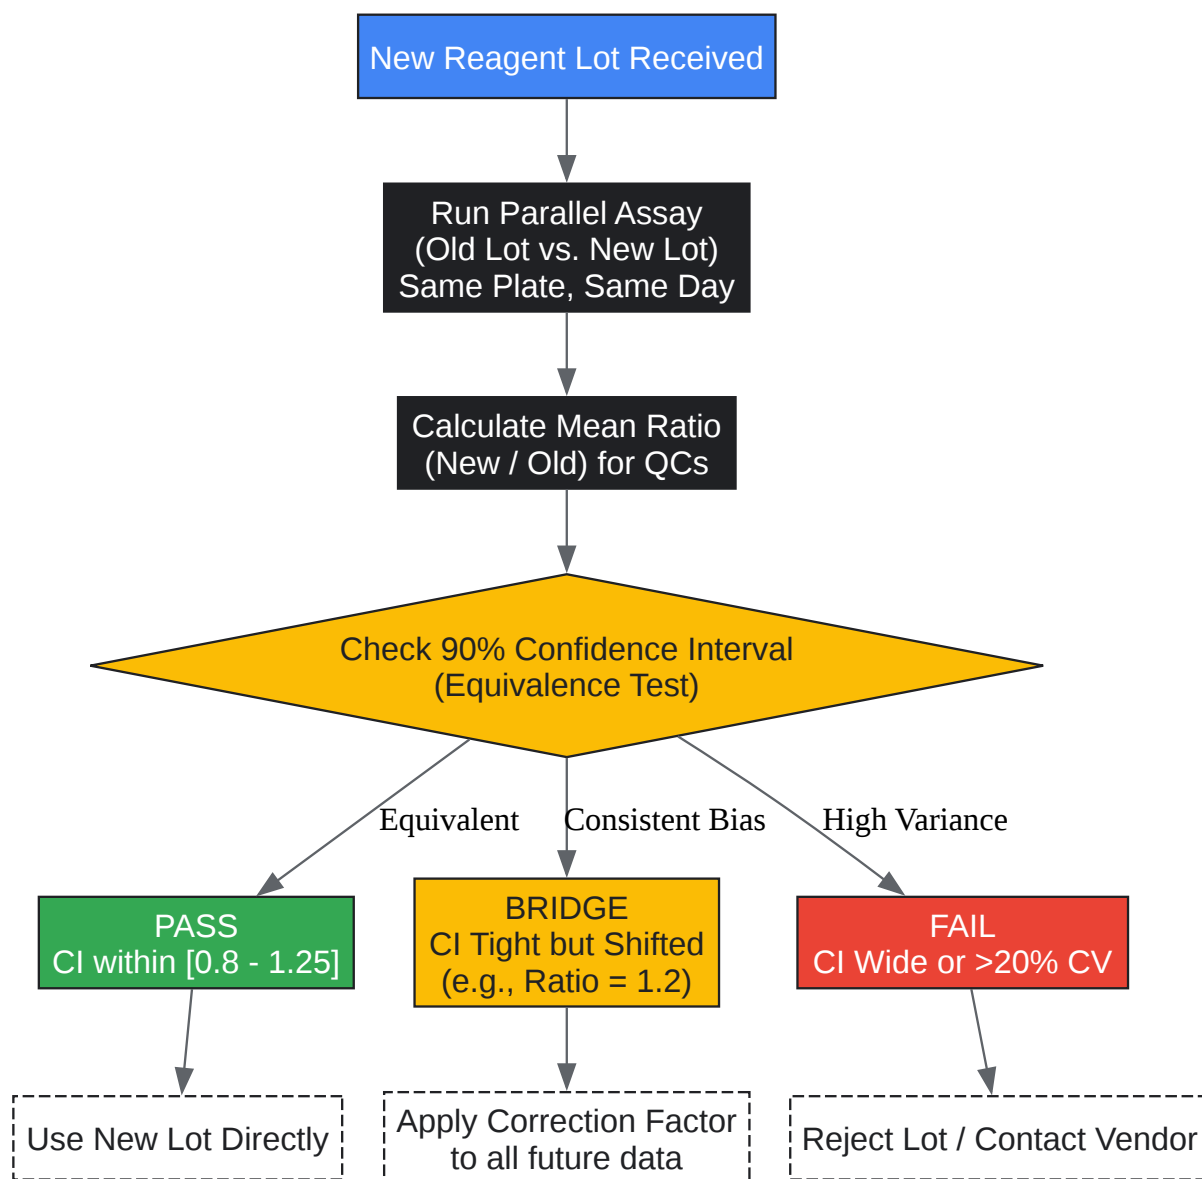 New Reagent Lot Received
Run Parallel Assay
(Old Lot vs. New Lot)
Same Plate, Same Day
Calculate Mean Ratio
(New / Old) for QCs
Check 90% Confidence Interval
(Equivalence Test)
Equivalent
Consistent Bias
High Variance
PASS
CI within [0.8 - 1.25]
BRIDGE
CI Tight but Shifted
(e.g., Ratio = 1.2)
FAIL
CI Wide or >20% CV
Use New Lot Directly
Apply Correction Factor
to all future data
Reject Lot / Contact Vendor